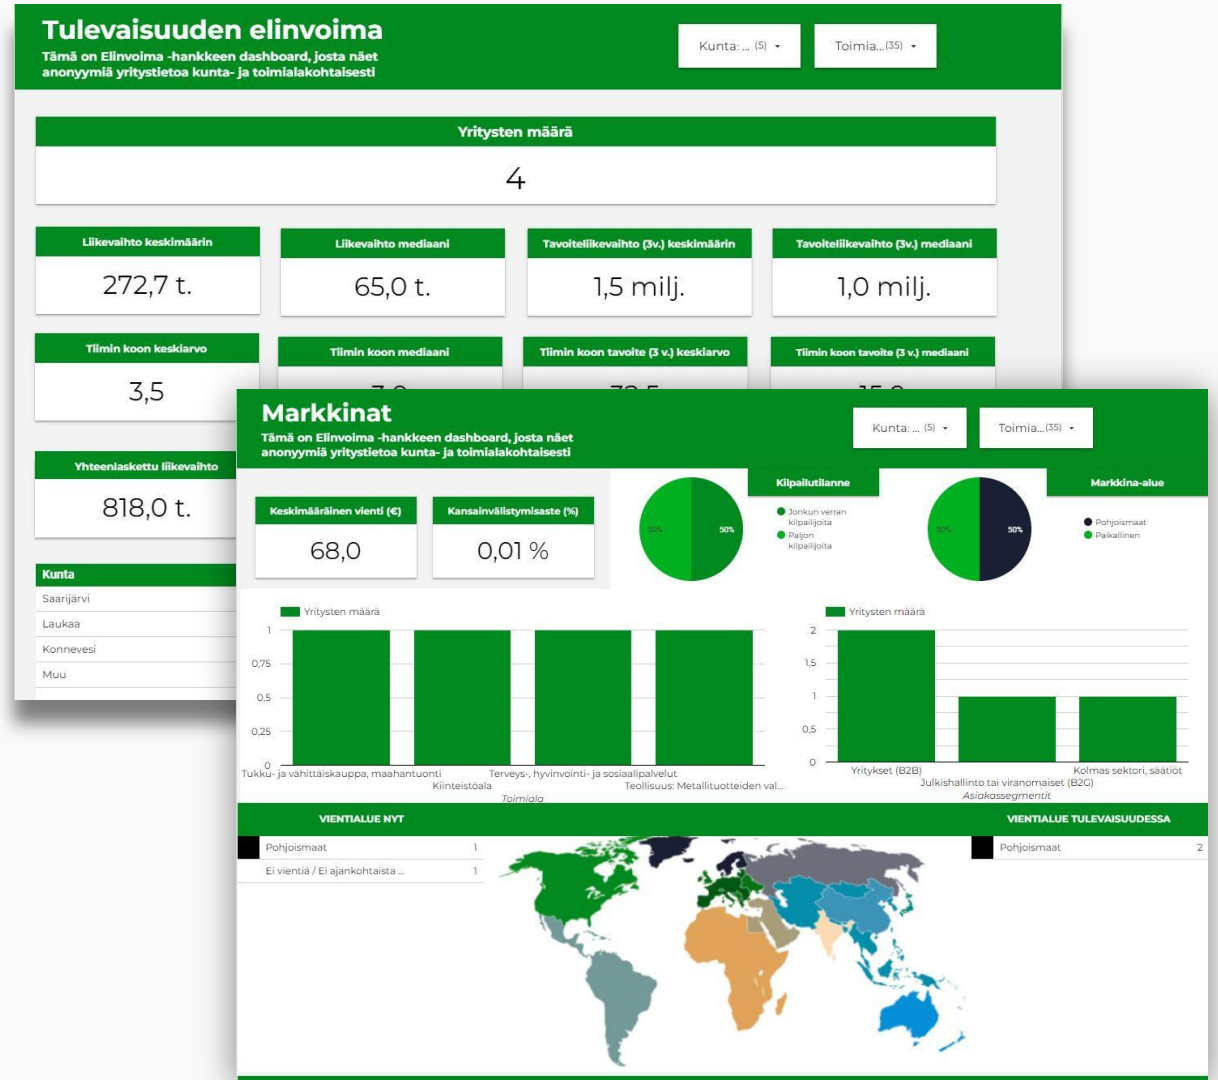 Tulevaisuuden elinvoima
Tämä on Elinvoima -hankkeen dashboard, josta näet
anonyymiä yritystietoa kunta- ja toimialakohtaisesti
Kunta: ... (5)
Toimia...(35)
Yritysten määrä
4
Liikevaihto keskimäärin
Liikevaihto mediaani
Tavoiteliikevaihto (3v.) keskimäärin
Tavoiteliikevaihto (3v.) mediaani
272,7 t.
65,0 t.
1,5 milj.
1,0 milj.
Tiimin koon keskiarvo
Tiimin koon mediaani
Tiimin koon tavoite (3 v.) keskiarvo
Tiimin koon tavoite (3 v.) mediaani
3,5
Yhteenlaskettu liikevaihto
818,0 t.
Kunta
Saarijärvi
Laukaa
Konnevesi
Muu
Markkinat
Tämä on Elinvoima -hankkeen dashboard, josta näet
anonyymiä yritystietoa kunta- ja toimialakohtaisesti
Kunta: ... (5)
Toimia...(35)
Keskimääräinen vienti (€)
68,0
Kansainvälistymisaste (%)
0,01 %
Kilpailutilanne
50%
50%
Jonkun verran
kilpailijoita
Paljon
kilpailijoita
Markkina-alue
50%
50%
Pohjoismaat
Paikallinen
Yritysten määrä
1
0,75
0,5
0,25
0
Tukku- ja vähittäiskauppa, maahantuonti
Kiinteistöala
Terveys-, hyvinvointi- ja sosiaalipalvelut
Teollisuus: Metallituotteiden val...
Toimiala
Yritysten määrä
2
1,5
1
0,5
0
Yritykset (B2B)
Julkishallinto tai viranomaiset (B2G)
Kolmas sektori, säätiöt
Asiakassegmentit
VIENTIALUE NYT
Pohjoismaat 1
Ei vientiä / Ei ajankohtaista ... 1
VIENTIALUE TULEVAISUUDESSA
Pohjoismaat 2